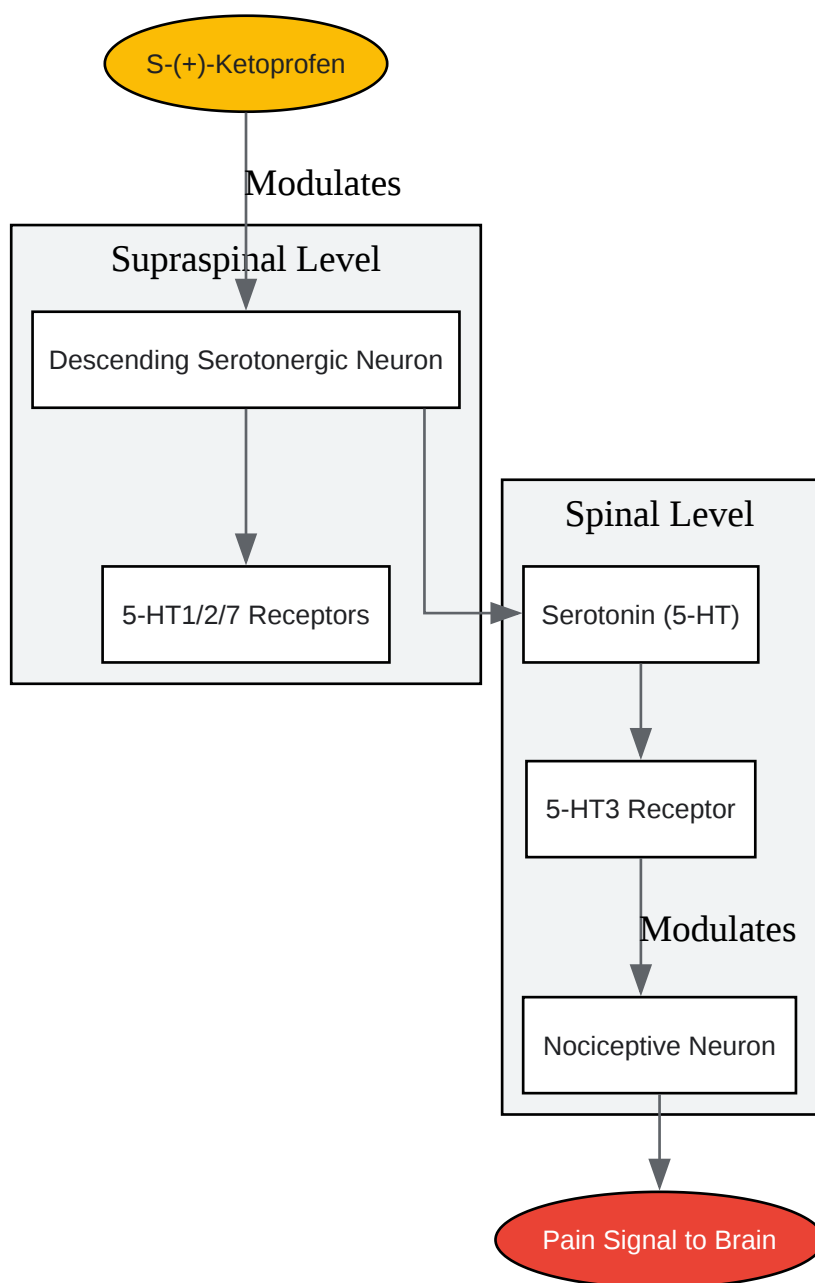 S-(+)-Ketoprofen
Modulates
Supraspinal Level
Descending Serotonergic Neuron
5-HT1/2/7 Receptors
Spinal Level
Serotonin (5-HT)
5-HT3 Receptor
Modulates
Nociceptive Neuron
Pain Signal to Brain